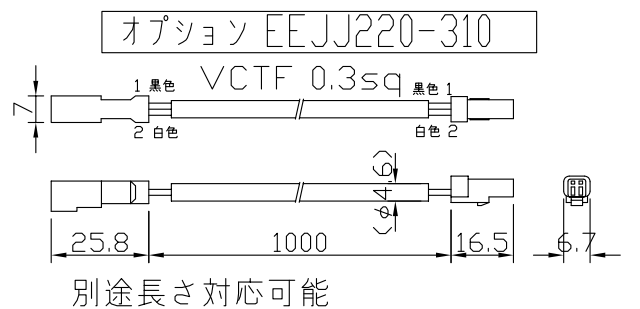 オプション EEJJ220-310
VCTF 0.3sq
1 黒色
黒色 1
7
2 白色
白色 2
(φ4.6)
25.8
1000
16.5
6.7
別途長さ対応可能